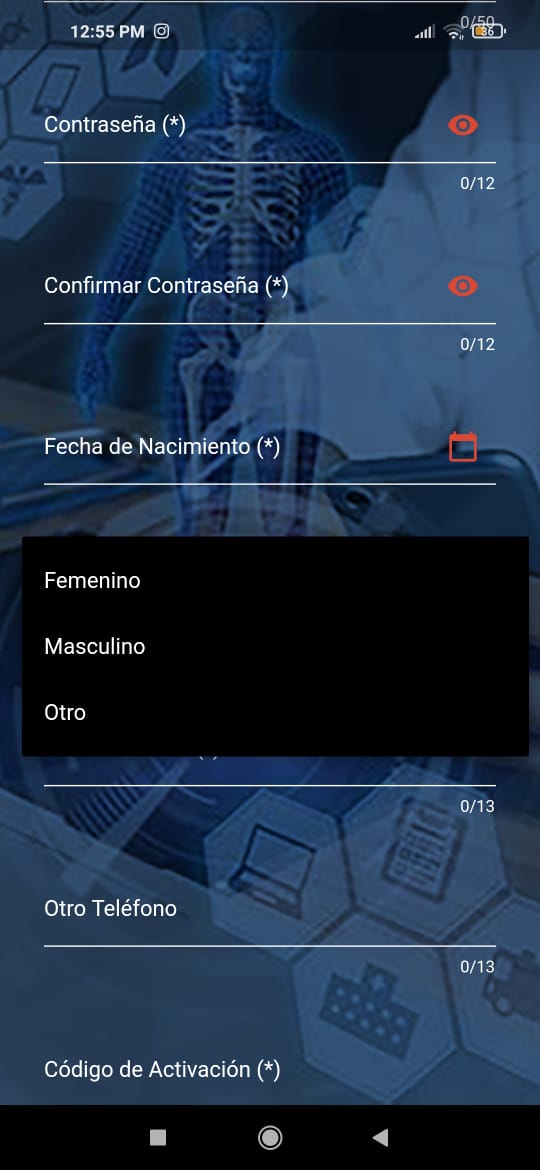 0/50
12:55 PM
36
Contraseña (*)
0/12
Confirmar Contraseña (*)
0/12
Fecha de Nacimiento (*)
Femenino
Masculino
Otro
0/13
Otro Teléfono
0/13
Código de Activación (*)